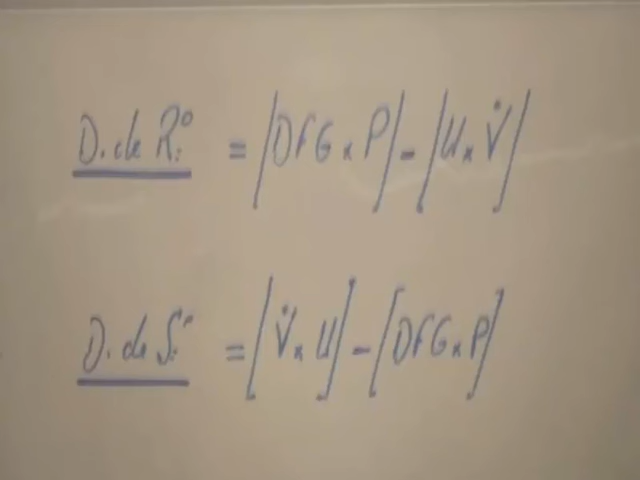 D. de R° = [DFG x P] - [U x V̇]
D. de S° = [V̇ x U] - [DFG x P]